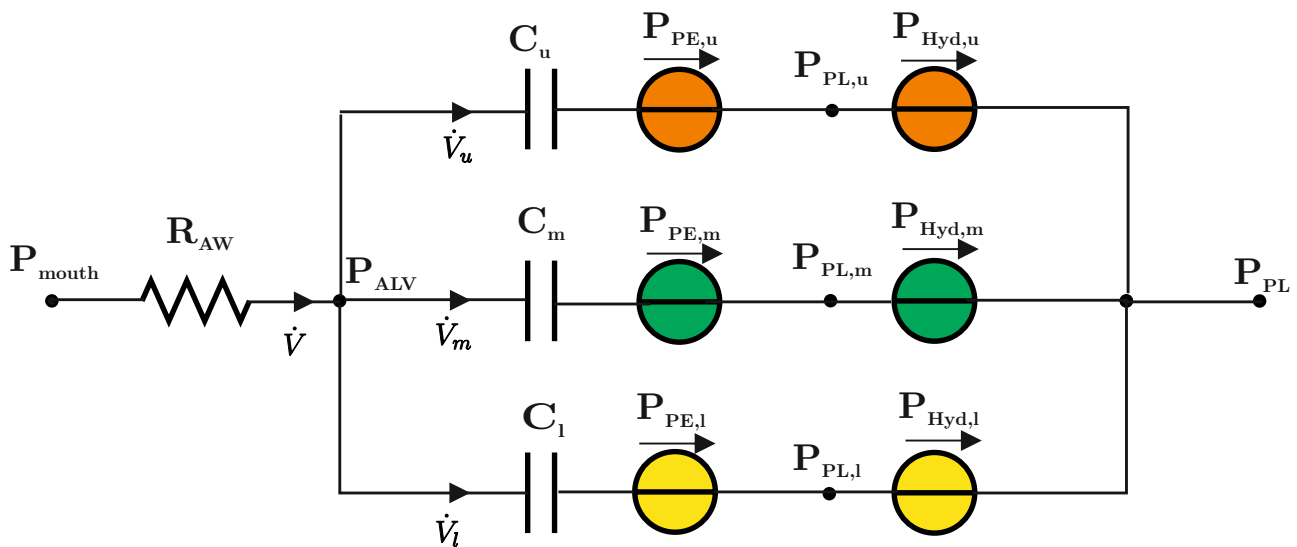 C_u
P_PE,u
P_PL,u
P_Hyd,u
V̇_u
P_mouth
R_AW
V̇
P_ALV
V̇_m
C_m
P_PE,m
P_PL,m
P_Hyd,m
P_PL
C_l
P_PE,l
P_PL,l
P_Hyd,l
V̇_l